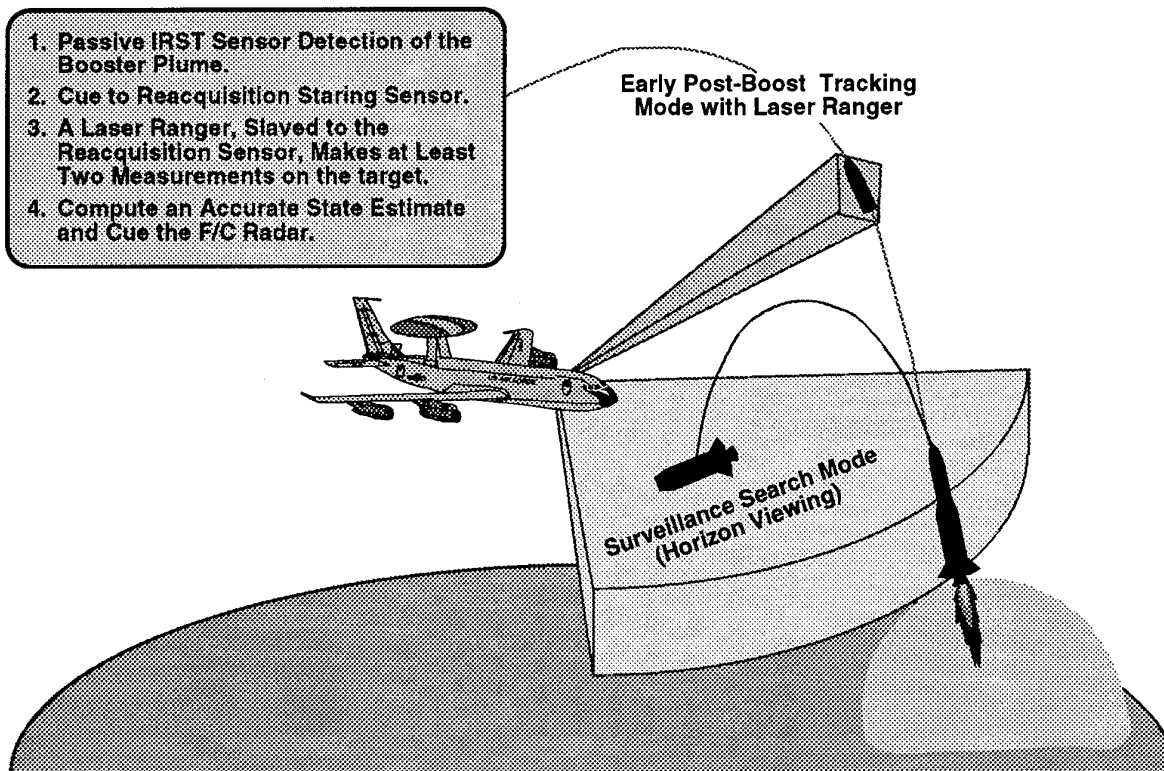 1. Passive IRST Sensor Detection of the
Booster Plume.
2. Cue to Reacquisition Staring Sensor.
3. A Laser Ranger, Slaved to the
Reacquisition Sensor, Makes at Least
Two Measurements on the target.
4. Compute an Accurate State Estimate
and Cue the F/C Radar.
Early Post-Boost Tracking
Mode with Laser Ranger
Surveillance Search Mode
(Horizon Viewing)